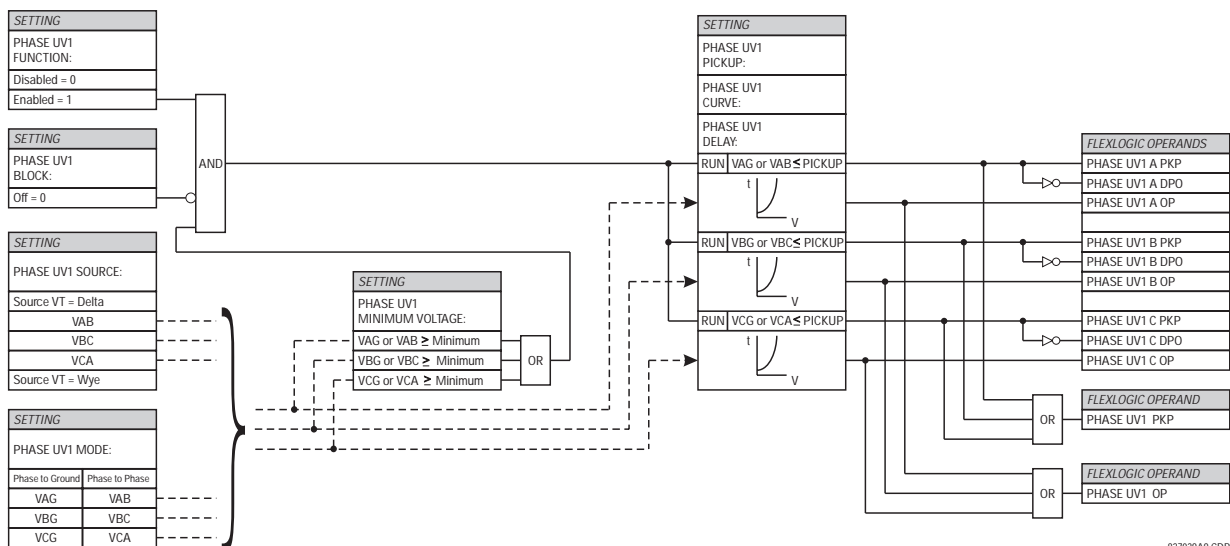 SETTING
PHASE UV1
FUNCTION:
Disabled = 0
Enabled = 1
SETTING
PHASE UV1
BLOCK:
Off = 0
AND
SETTING
PHASE UV1 SOURCE:
Source VT = Delta
VAB
VBC
VCA
Source VT = Wye
SETTING
PHASE UV1 MODE:
Phase to Ground Phase to Phase
VAG VAB
VBG VBC
VCG VCA
SETTING
PHASE UV1
MINIMUM VOLTAGE:
VAG or VAB ≥ Minimum
VBG or VBC ≥ Minimum
VCG or VCA ≥ Minimum
OR
SETTING
PHASE UV1
PICKUP:
PHASE UV1
CURVE:
PHASE UV1
DELAY:
RUN VAG or VAB ≤ PICKUP
t
V
RUN VBG or VBC ≤ PICKUP
t
V
RUN VCG or VCA ≤ PICKUP
t
V
FLEXLOGIC OPERANDS
PHASE UV1 A PKP
PHASE UV1 A DPO
PHASE UV1 A OP
PHASE UV1 B PKP
PHASE UV1 B DPO
PHASE UV1 B OP
PHASE UV1 C PKP
PHASE UV1 C DPO
PHASE UV1 C OP
OR
FLEXLOGIC OPERAND
PHASE UV1 PKP
OR
FLEXLOGIC OPERAND
PHASE UV1 OP